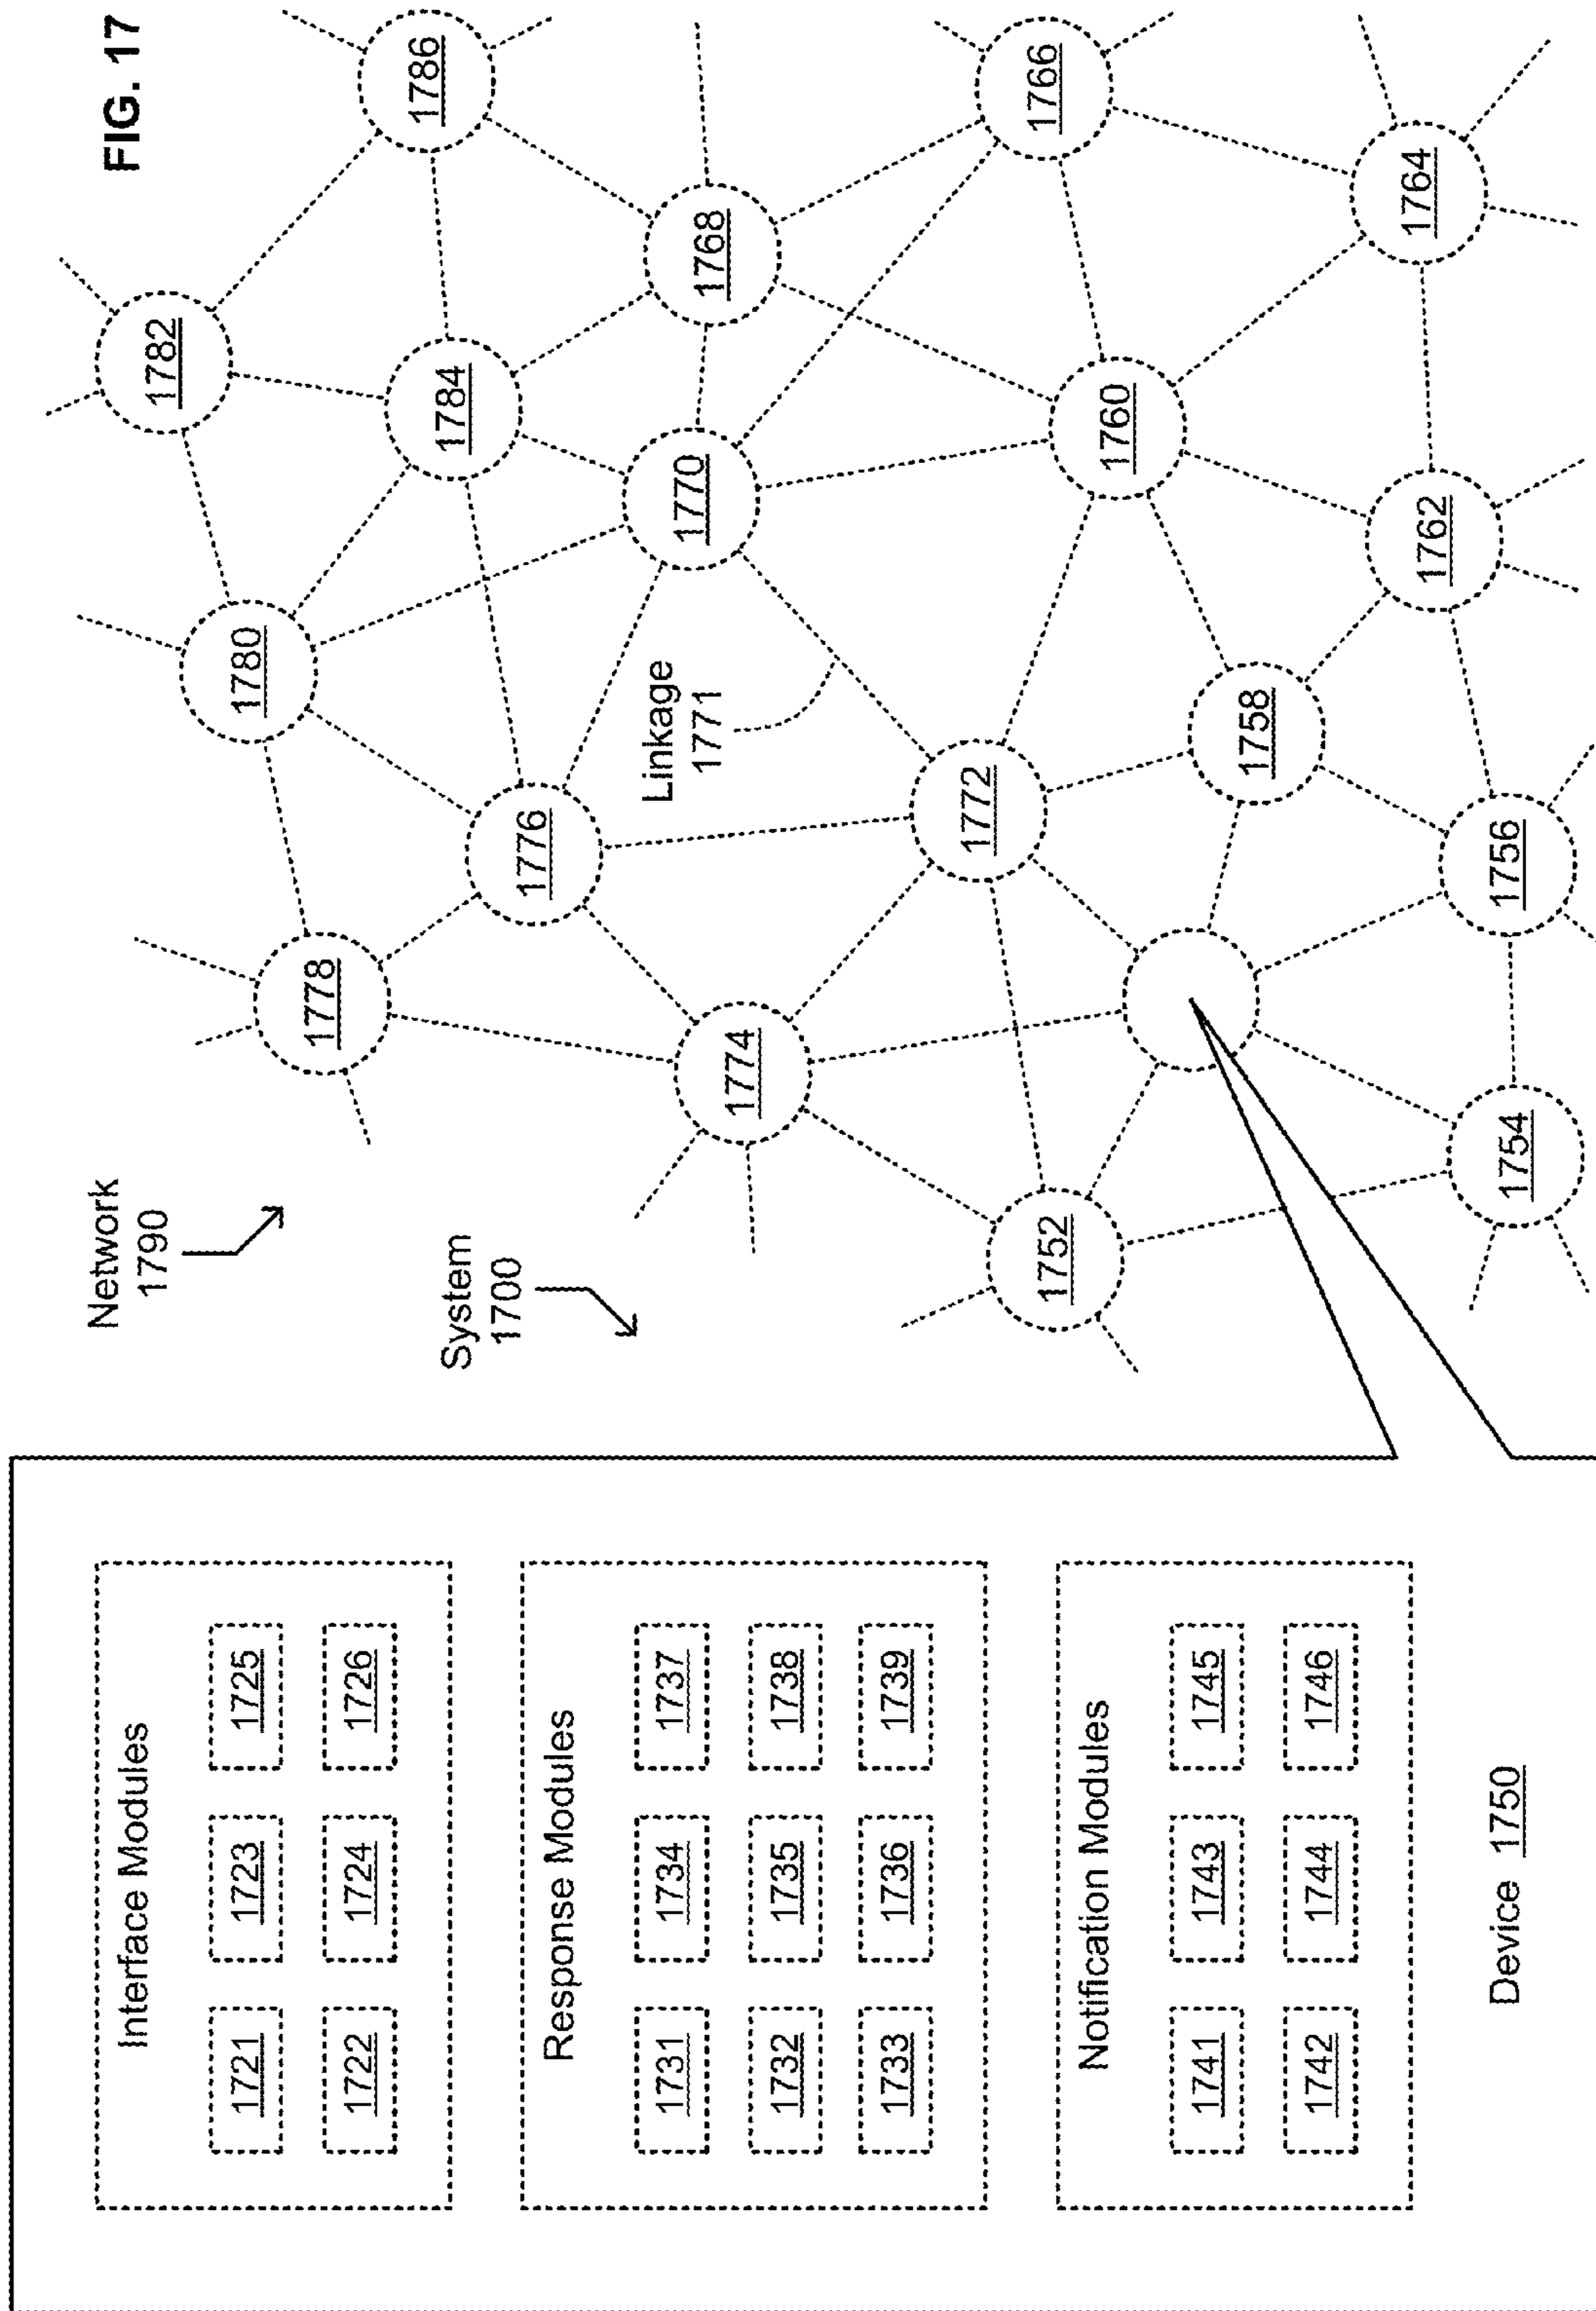 FIG. 17
Interface Modules
1721 1723 1725
1722 1724 1726
Response Modules
1731 1734 1737
1732 1735 1738
1733 1736 1739
Notification Modules
1741 1743 1745
1742 1744 1746
Device 1750
Network
1790
System
1700
Linkage
1771
1782
1780
1778
1786
1784
1776
1768
1770
1774
1772
1766
1760
1752
1758
1764
1762
1756
1754